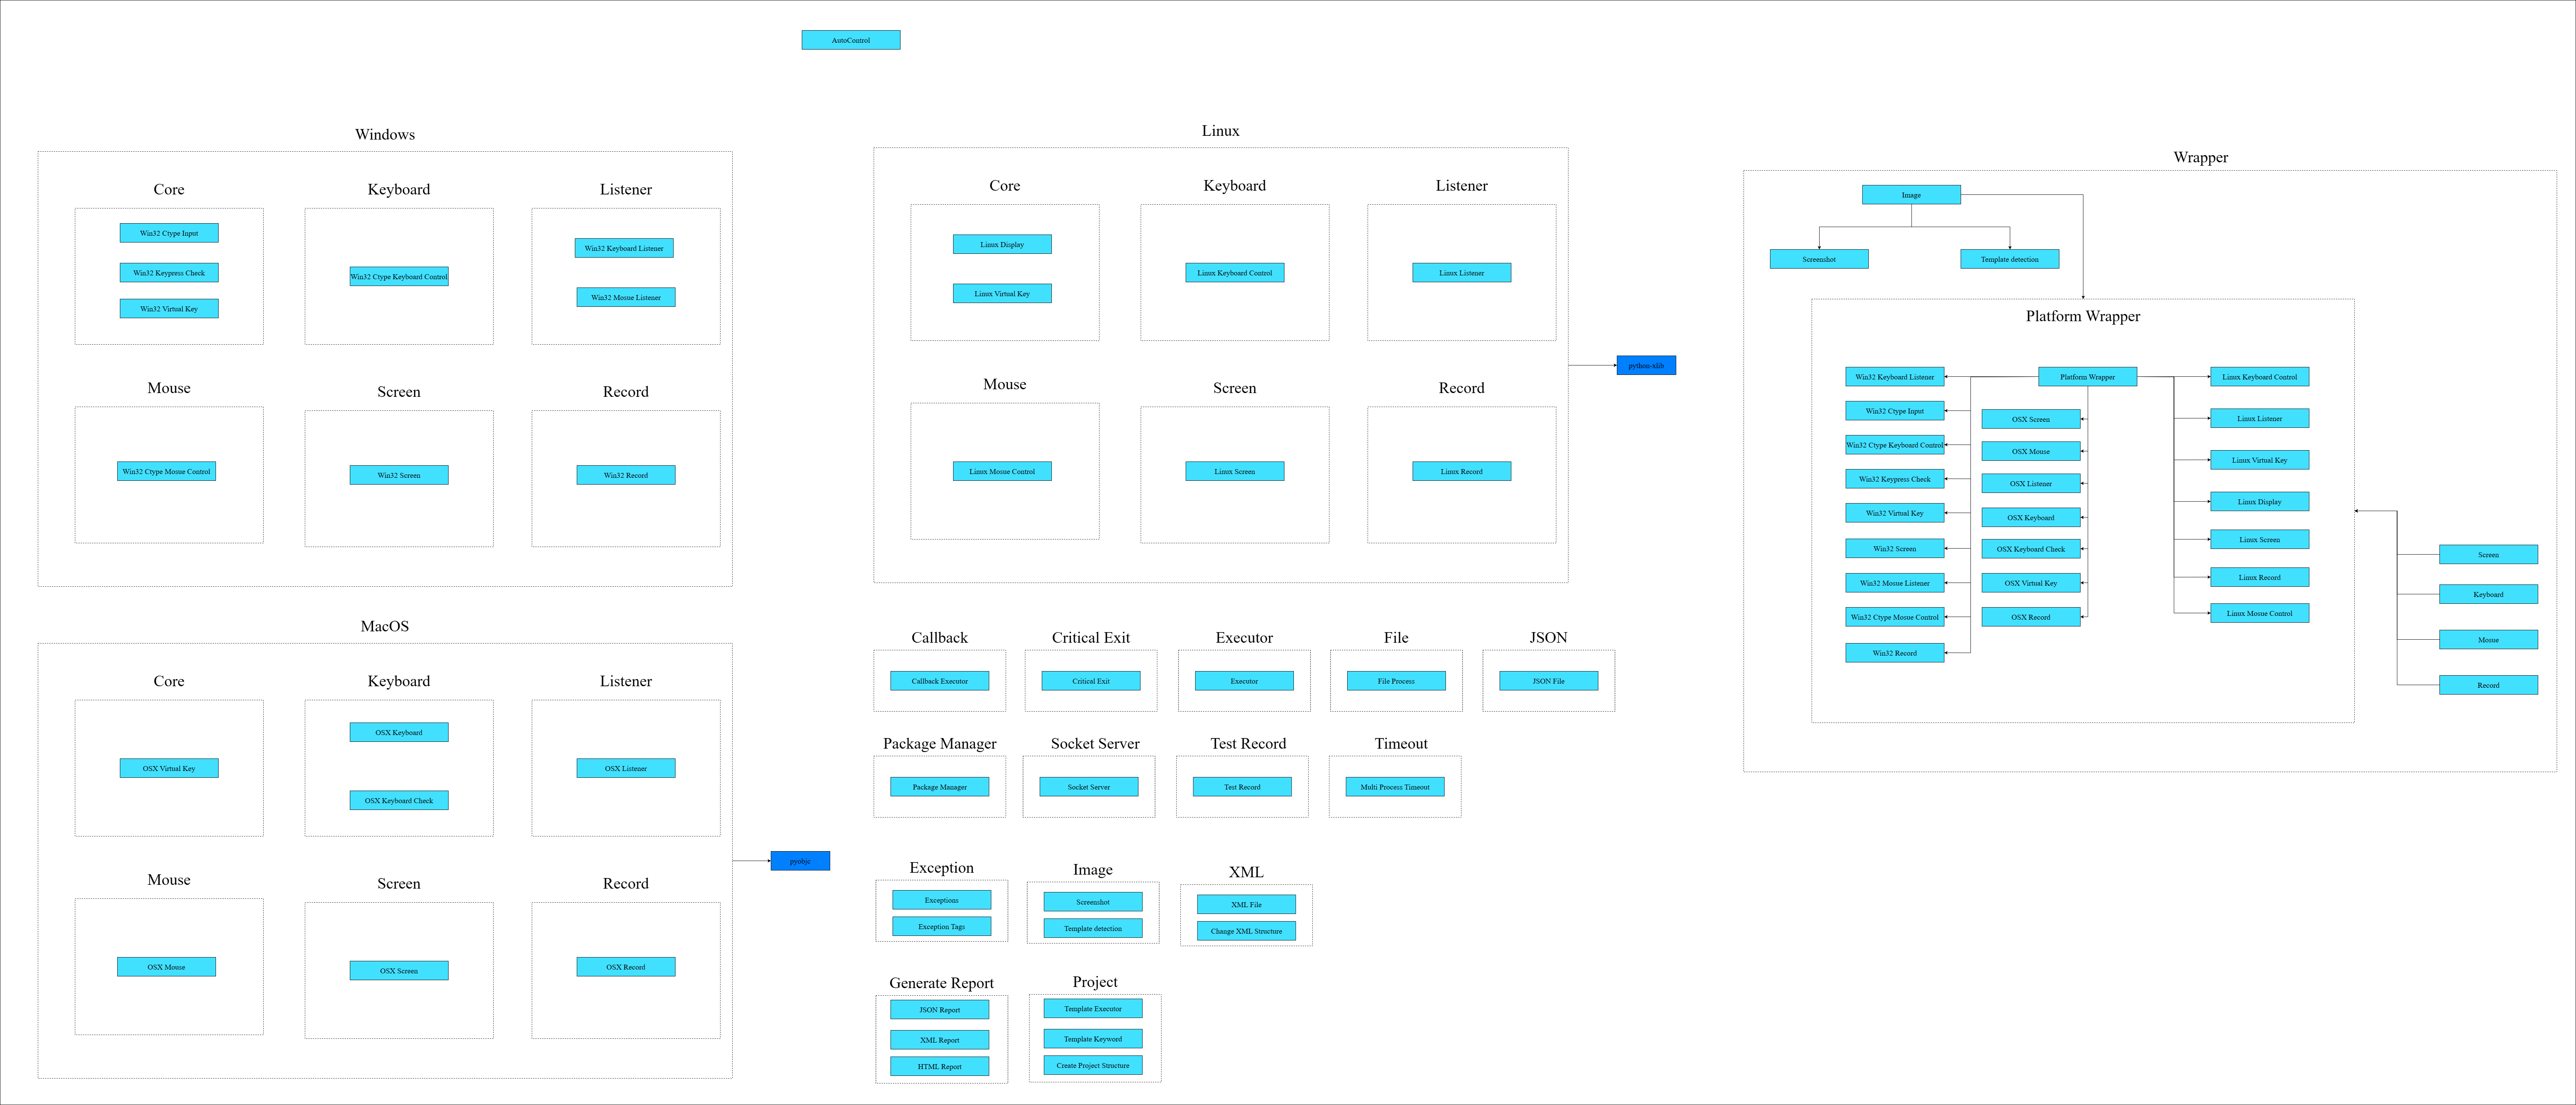 AutoControl
Windows
Core
Keyboard
Listener
Win32 Ctype Input
Win32 Keypress Check
Win32 Virtual Key
Win32 Ctype Keyboard Control
Win32 Keyboard Listener
Win32 Mosue Listener
Mouse
Screen
Record
Win32 Ctype Mosue Control
Win32 Screen
Win32 Record
MacOS
Core
Keyboard
Listener
OSX Virtual Key
OSX Keyboard
OSX Keyboard Check
OSX Listener
Mouse
Screen
Record
OSX Mouse
OSX Screen
OSX Record
pyobjc
Linux
Core
Keyboard
Listener
Linux Display
Linux Virtual Key
Linux Keyboard Control
Linux Listener
Mouse
Screen
Record
Linux Mosue Control
Linux Screen
Linux Record
python-xlib
Callback
Critical Exit
Executor
File
JSON
Callback Executor
Critical Exit
Executor
File Process
JSON File
Package Manager
Socket Server
Test Record
Timeout
Package Manager
Socket Server
Test Record
Multi Process Timeout
Exception
Image
XML
Exceptions
Exception Tags
Screenshot
Template detection
XML File
Change XML Structure
Generate Report
Project
JSON Report
XML Report
HTML Report
Template Executor
Template Keyword
Create Project Structure
Wrapper
Image
Screenshot
Template detection
Platform Wrapper
Platform Wrapper
Win32 Keyboard Listener
Win32 Ctype Input
Win32 Ctype Keyboard Control
Win32 Keypress Check
Win32 Virtual Key
Win32 Screen
Win32 Mosue Listener
Win32 Ctype Mosue Control
Win32 Record
OSX Screen
OSX Mouse
OSX Listener
OSX Keyboard
OSX Keyboard Check
OSX Virtual Key
OSX Record
Linux Keyboard Control
Linux Listener
Linux Virtual Key
Linux Display
Linux Screen
Linux Record
Linux Mosue Control
Screen
Keyboard
Mosue
Record